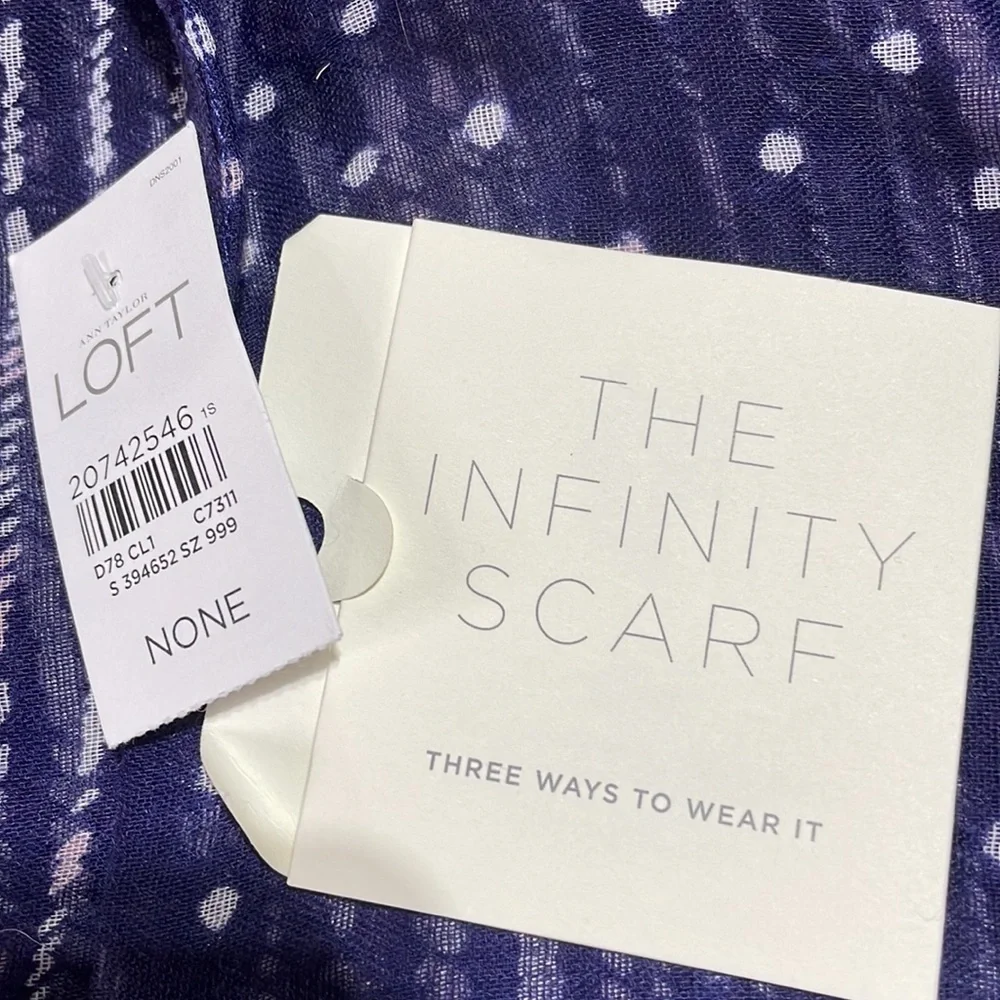 DNS2001
ANN TAYLOR
LOFT
20742546 1S
C7311
D78 CL1
S 394652 SZ 999
NONE
THE
INFINITY
SCARF
THREE WAYS TO WEAR IT